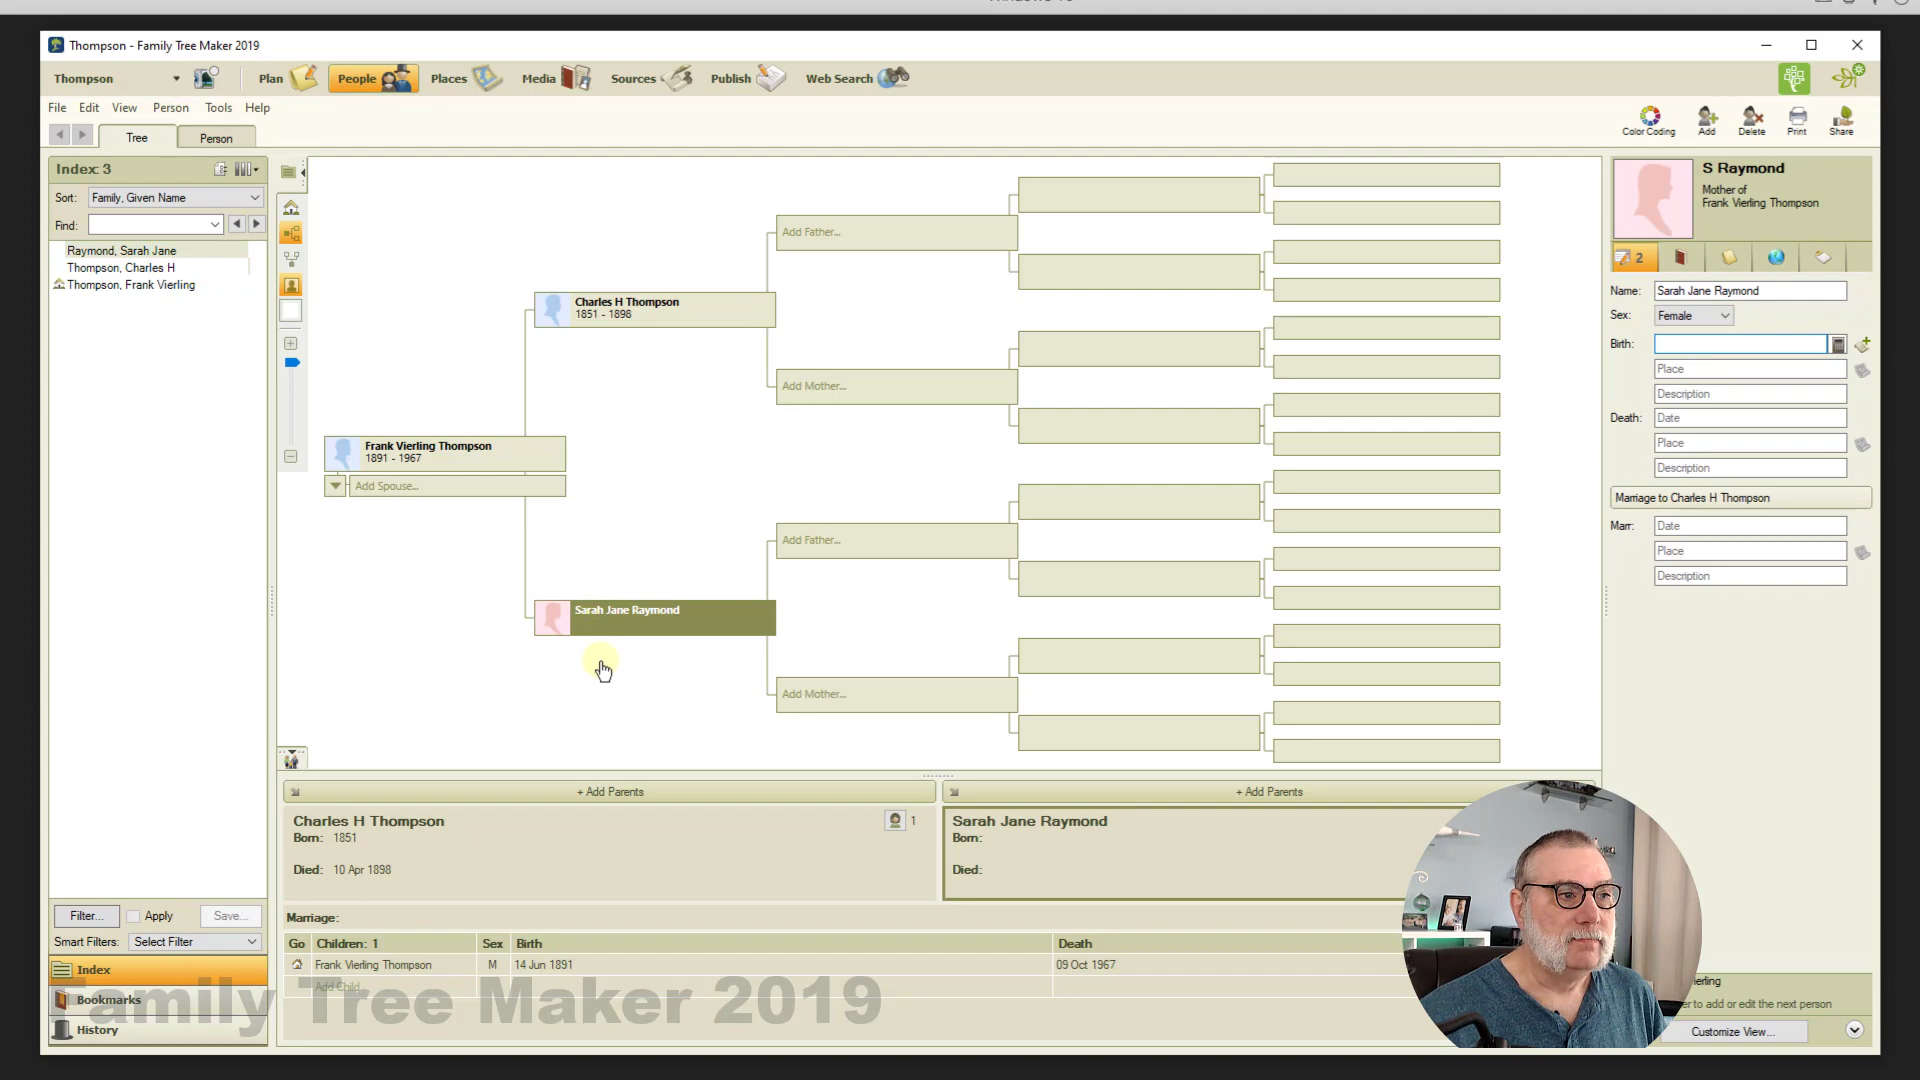 Thompson - Family Tree Maker 2019
Thompson
Plan
People
Places
Media
Sources
Publish
Web Search
File Edit View Person Tools Help
Color Coding
Add
Delete
Print
Share
Tree
Person
Index: 3
Sort: Family, Given Name
Find:
Raymond, Sarah Jane
Thompson, Charles H
Thompson, Frank Vierling
Filter...
Apply
Save...
Smart Filters: Select Filter
Index
Bookmarks
History
Charles H Thompson
1851 - 1898
Frank Vierling Thompson
1891 - 1967
Add Spouse...
Sarah Jane Raymond
Add Father...
Add Mother...
Add Father...
Add Mother...
S Raymond
Mother of
Frank Vierling Thompson
2
Name: Sarah Jane Raymond
Sex: Female
Birth:
Place
Description
Death: Date
Place
Description
Marriage to Charles H Thompson
Marr: Date
Place
Description
+ Add Parents
+ Add Parents
Charles H Thompson
1
Born: 1851
Died: 10 Apr 1898
Sarah Jane Raymond
Born:
Died:
Marriage:
Go Children: 1 Sex Birth Death
Frank Vierling Thompson M 14 Jun 1891 09 Oct 1967
Add Child
Family Tree Maker 2019
to add or edit the next person
Customize View...